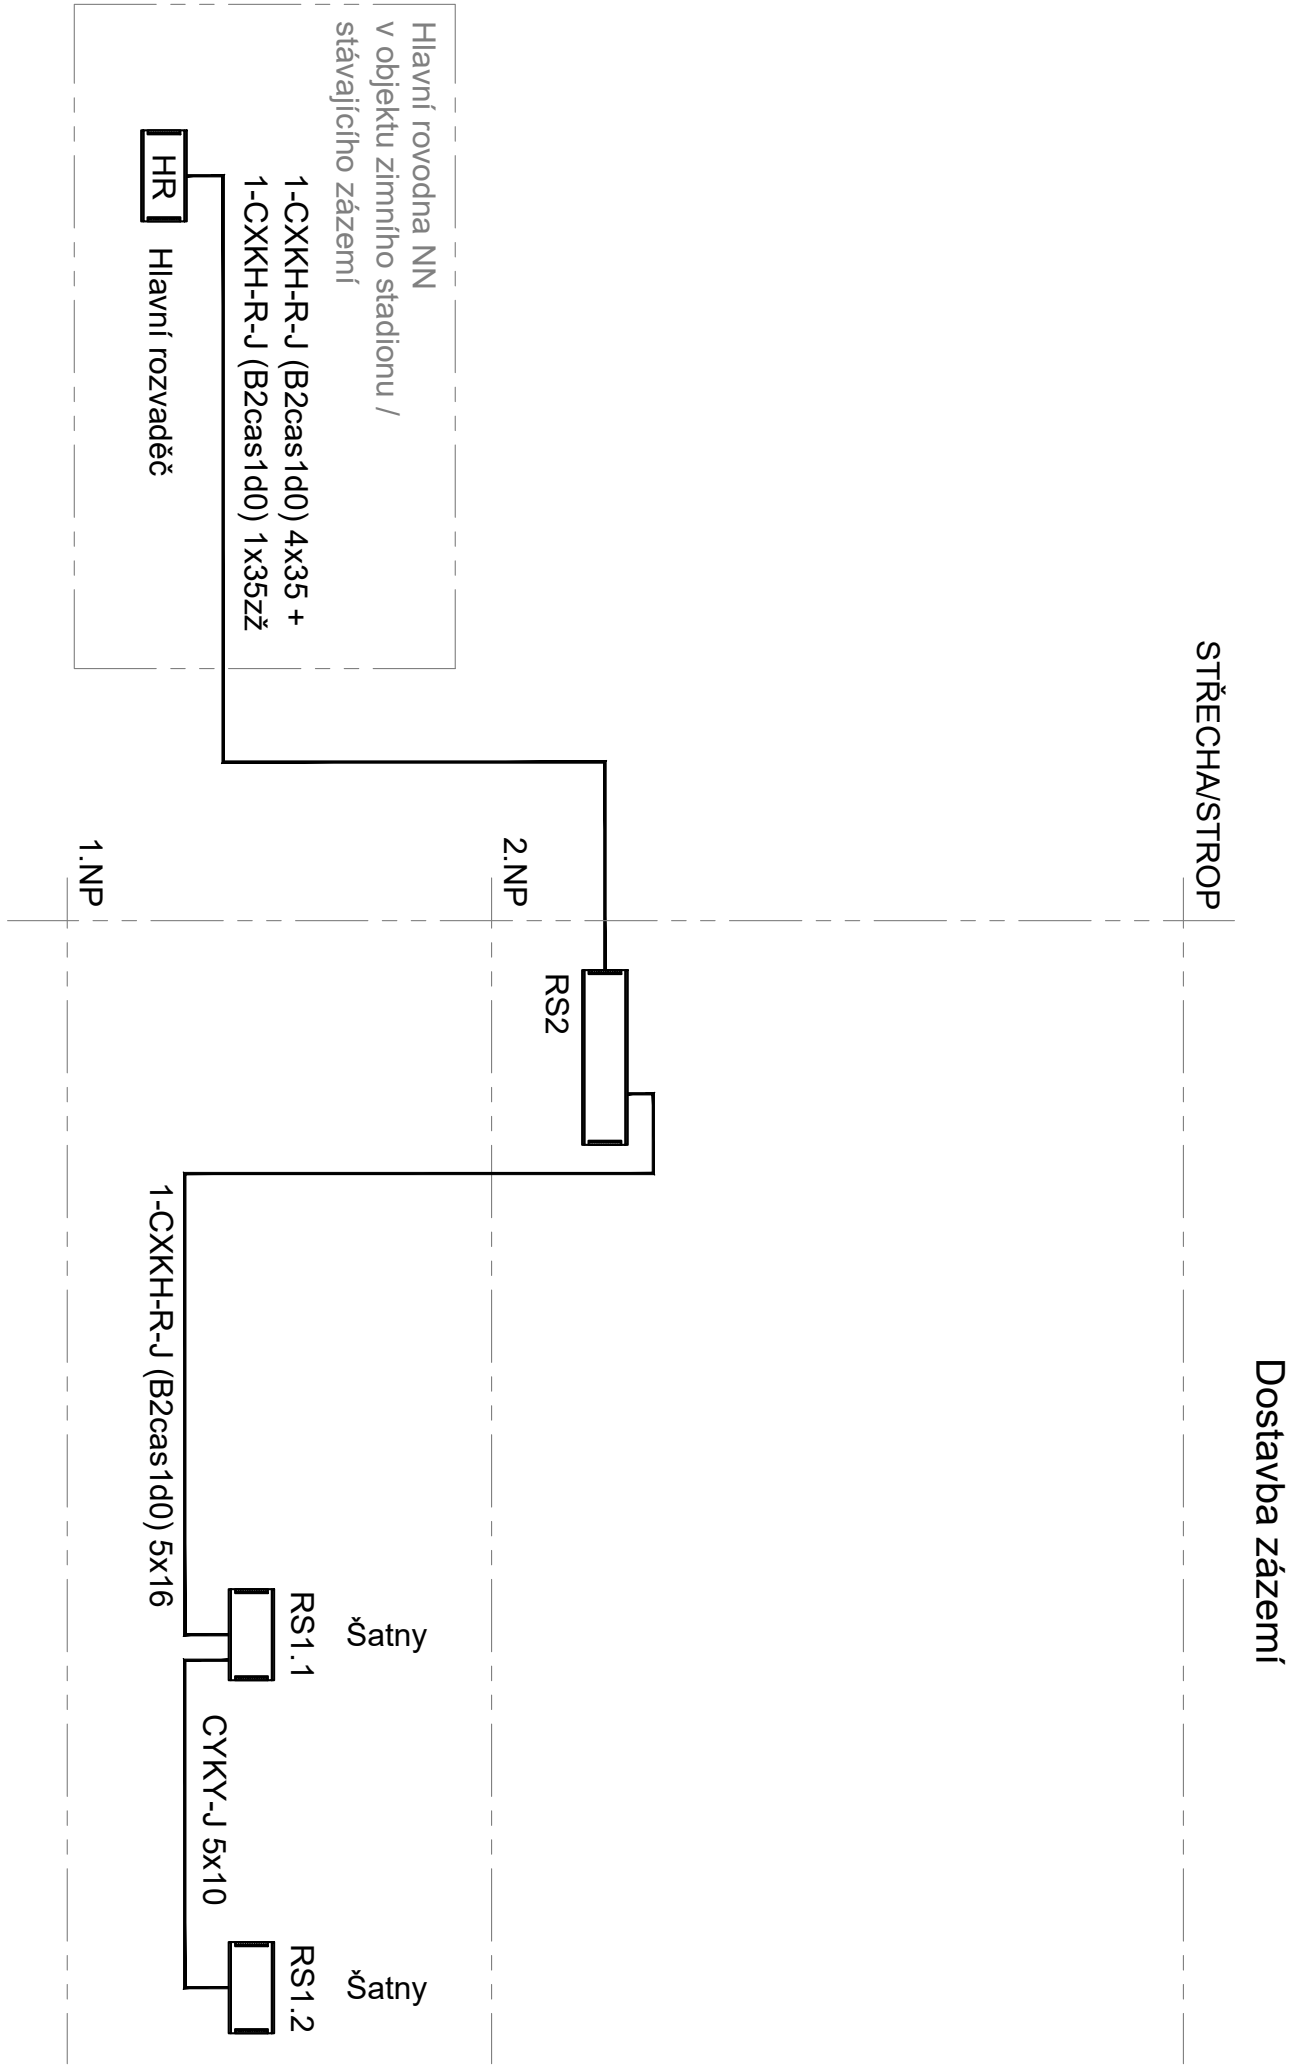 Dostavba zázemí
STŘECHA/STROP
Hlavní rovodna NN
v objektu zimního stadionu /
stávajícího zázemí
2.NP
RS2
Šatny
Šatny
1-CXKH-R-J (B2cas1d0) 4x35 +
1-CXKH-R-J (B2cas1d0) 1x35zž
RS1.1
RS1.2
HR
Hlavní rozvaděč
CYKY-J 5x10
1-CXKH-R-J (B2cas1d0) 5x16
1.NP